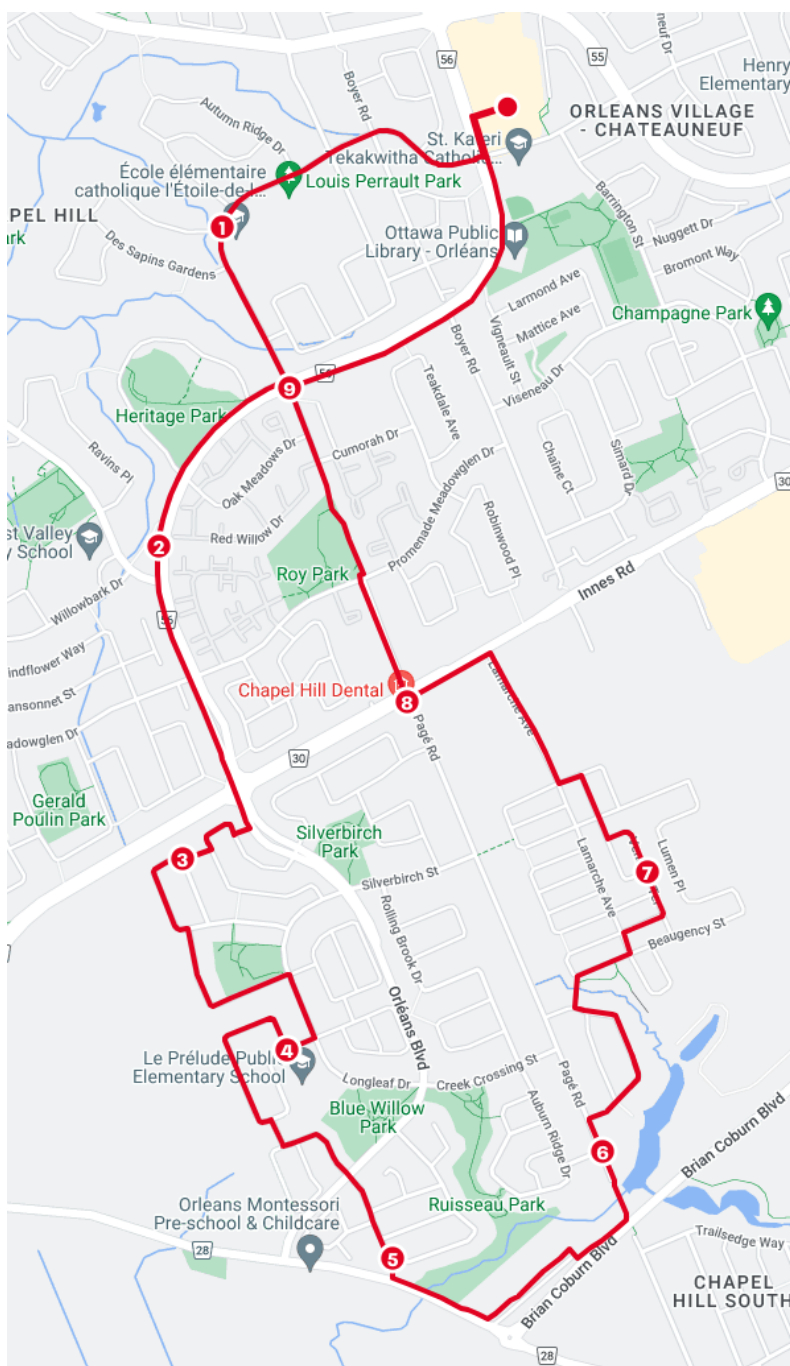 56
55
neuf Dr
Henry
Elementary
Boyer Rd
Autumn Ridge Dr
ORLEANS VILLAGE
- CHATEAUNEUF
St. Kateri
Tekakwitha Catholic...
École élémentaire
catholique l'Étoile-de-l...
Louis Perrault Park
PEL HILL
ark
1
Des Sapins Gardens
Barrington St
Nuggett Dr
Bromont Way
Ottawa Public
Library - Orléans
Larmond Ave
Mattice Ave
Champagne Park
Vigneault St
Boyer Rd
Viseneau Dr
9
Teakdale Ave
Heritage Park
Cumorah Dr
Oak Meadows Dr
Ravins Pl
Chaîne Ct
Simard D
30
Promenade Meadowglen Dr
Robinwood Pl
2
Red Willow Dr
st Valley
y School
Roy Park
Innes Rd
Willowbark Dr
56
indflower Way
ansonnet St
adowglen Dr
Chapel Hill Dental
8
Lamarche Ave
Pagé Rd
30
Gerald
Poulin Park
Silverbirch
Park
3
Silverbirch St
Lamarche Ave
7
Lumen Pl
Beaugency St
Rolling Brook Dr
Orléans Blvd
4
Le Prélude Public
Elementary School
Longleaf Dr
Creek Crossing St
Pagé Rd
Blue Willow
Park
Auburn Ridge Dr
6
Brian Coburn Blvd
Ruisseau Park
Orleans Montessori
Pre-school & Childcare
28
5
Brian Coburn Blvd
Trailsedge Way
CHAPEL
HILL SOUTH
28